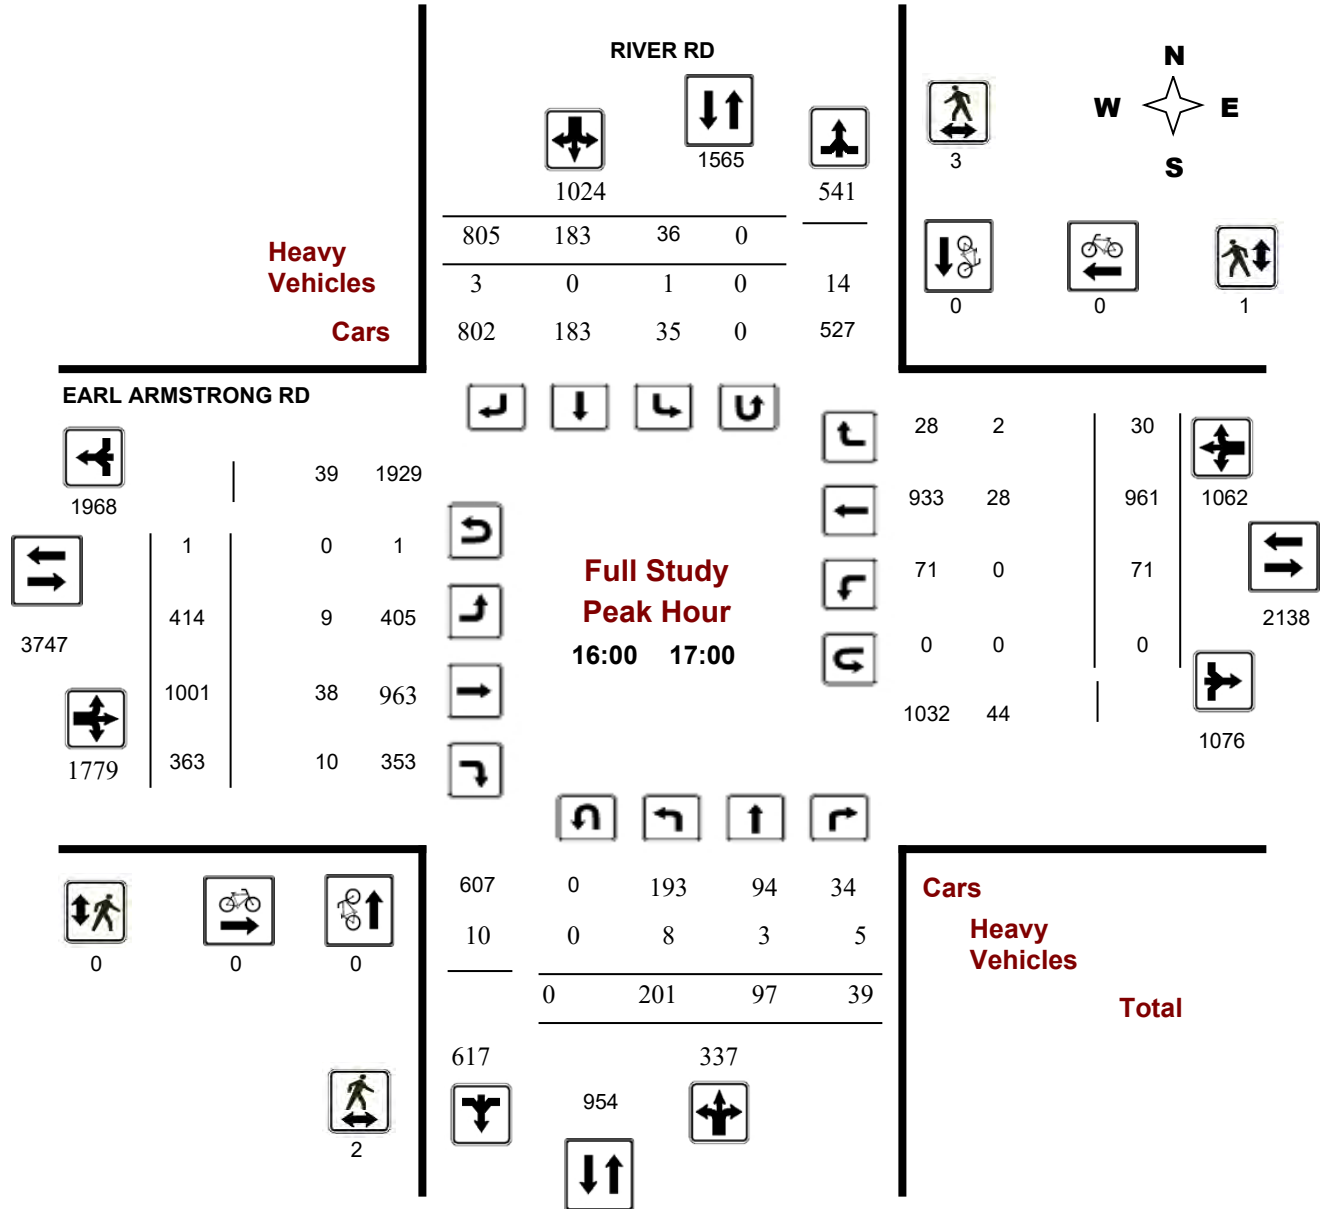 RIVER RD
N
W E
S
1565
3
1024 541
805 183 36 0
Heavy
Vehicles 3 0 1 0 14
Cars 802 183 35 0 527
0 0 1
EARL ARMSTRONG RD
28 2 30
39 1929
1968
933 28 961 1062
1 0 1
Full Study
Peak Hour
16:00 17:00
71 0 71
414 9 405
2138
3747
0 0 0
1001 38 963
1032 44
1076
1779 363 10 353
607 0 193 94 34 Cars
10 0 8 3 5 Heavy
Vehicles
0 0 0
0 201 97 39 Total
617 337
954
2